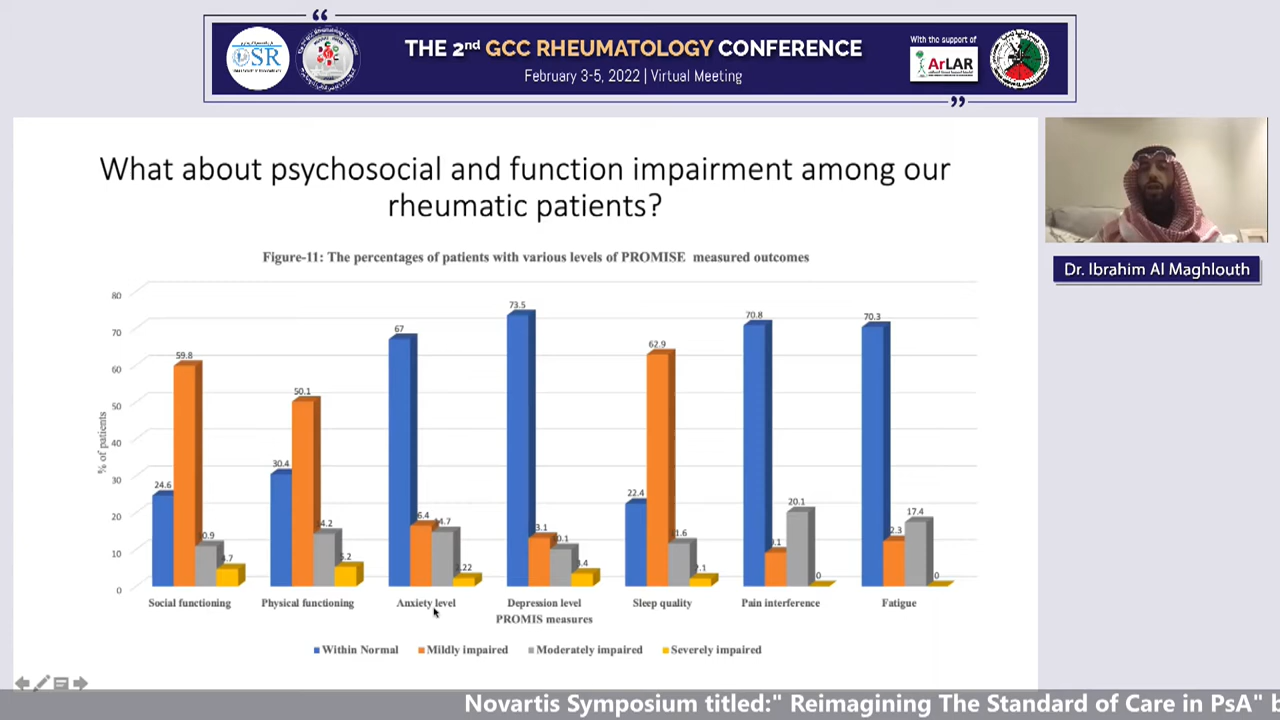 THE 2nd GCC RHEUMATOLOGY CONFERENCE
February 3-5, 2022 | Virtual Meeting
With the support of
OSR
ArLAR
Dr. Ibrahim Al Maghlouth
What about psychosocial and function impairment among our
rheumatic patients?
Figure-11: The percentages of patients with various levels of PROMISE measured outcomes
% of patients
80
70
60
50
40
30
20
10
0
24.6
59.8
4.7
30.4
50.1
67
73.5
22.4
62.9
70.8
20.1
0
70.3
17.4
0
Social functioning
Physical functioning
Anxiety level
Depression level
Sleep quality
Pain interference
Fatigue
PROMIS measures
Within Normal
Mildly impaired
Moderately impaired
Severely impaired
Novartis Symposium titled:" Reimagining The Standard of Care in PsA" b